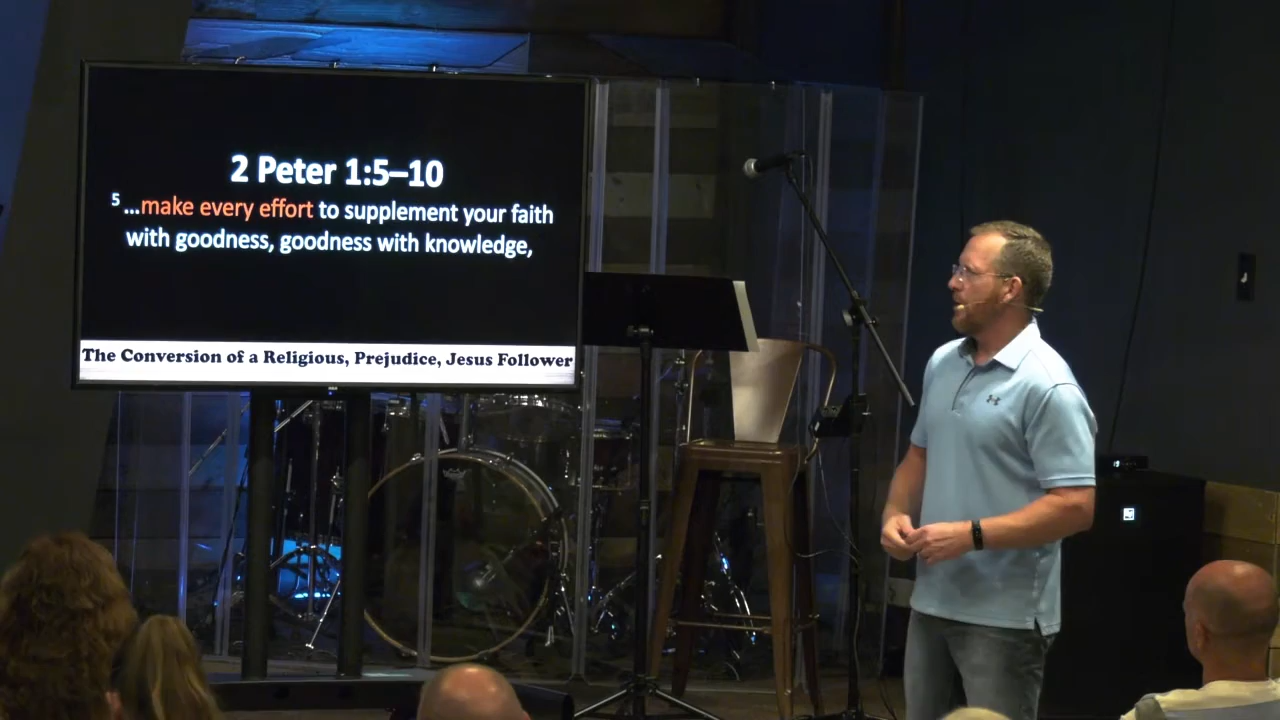 2 Peter 1:5–10
5 ...make every effort to supplement your faith
with goodness, goodness with knowledge,
The Conversion of a Religious, Prejudice, Jesus Follower